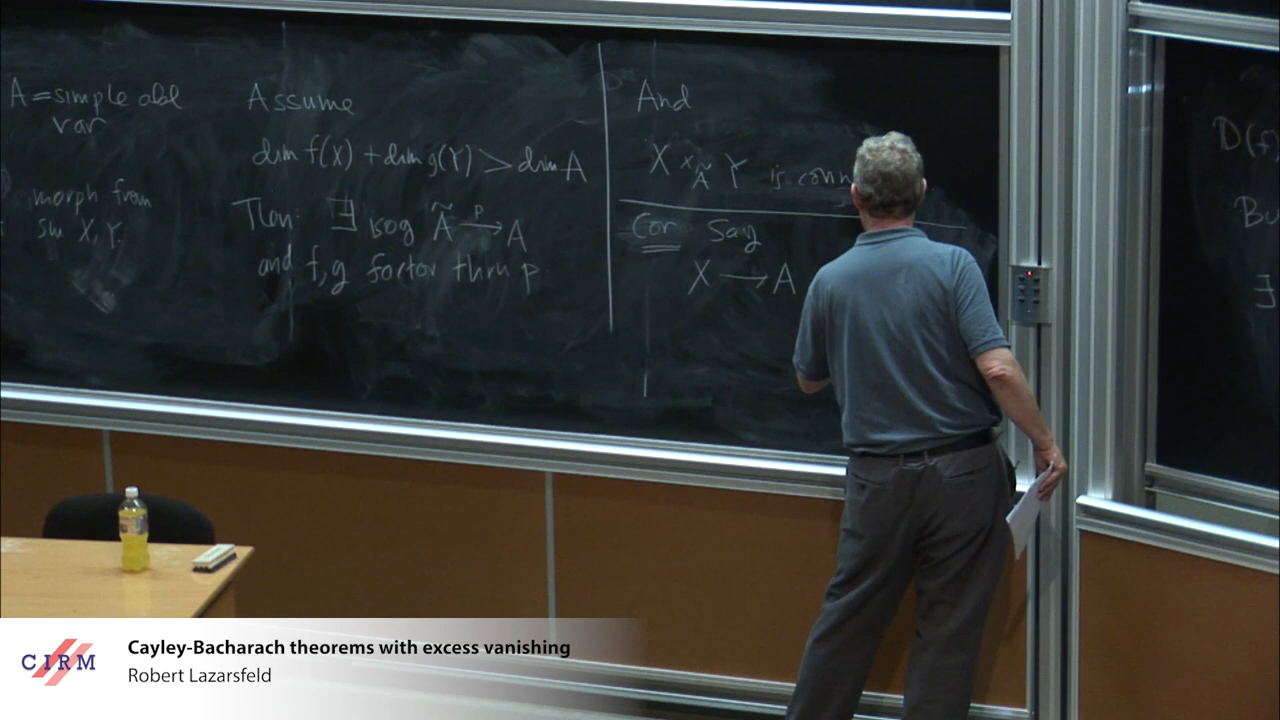 A = simple abl
var
morph from
sm X, Y.
Assume
dim f(X) + dim g(Y) > dim A
Then: ∃ isog Ã →ᵖ A
and f, g factor thru p.
And
X ×_Ã Y is conn
Cor Say
X → A
D(f)
Bu
∃
CIRM
Cayley-Bacharach theorems with excess vanishing
Robert Lazarsfeld